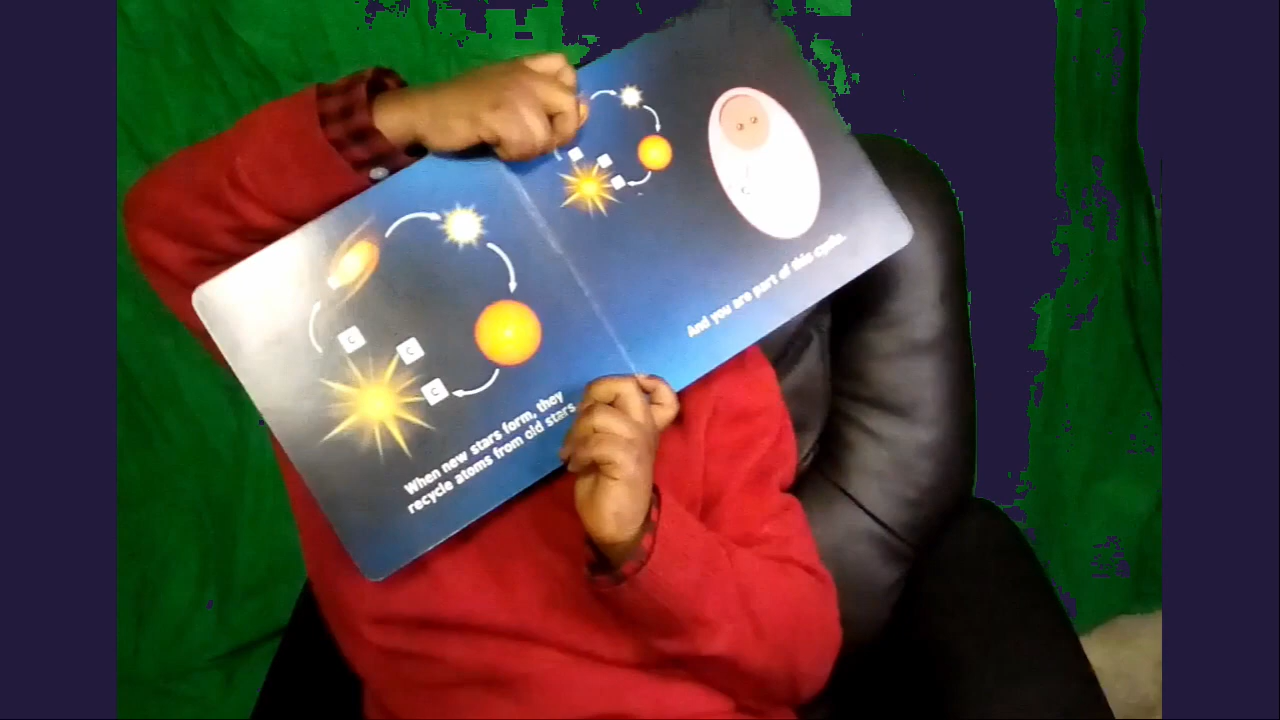 C
C
C
When new stars form, they
recycle atoms from old stars.
And you are part of this cycle.